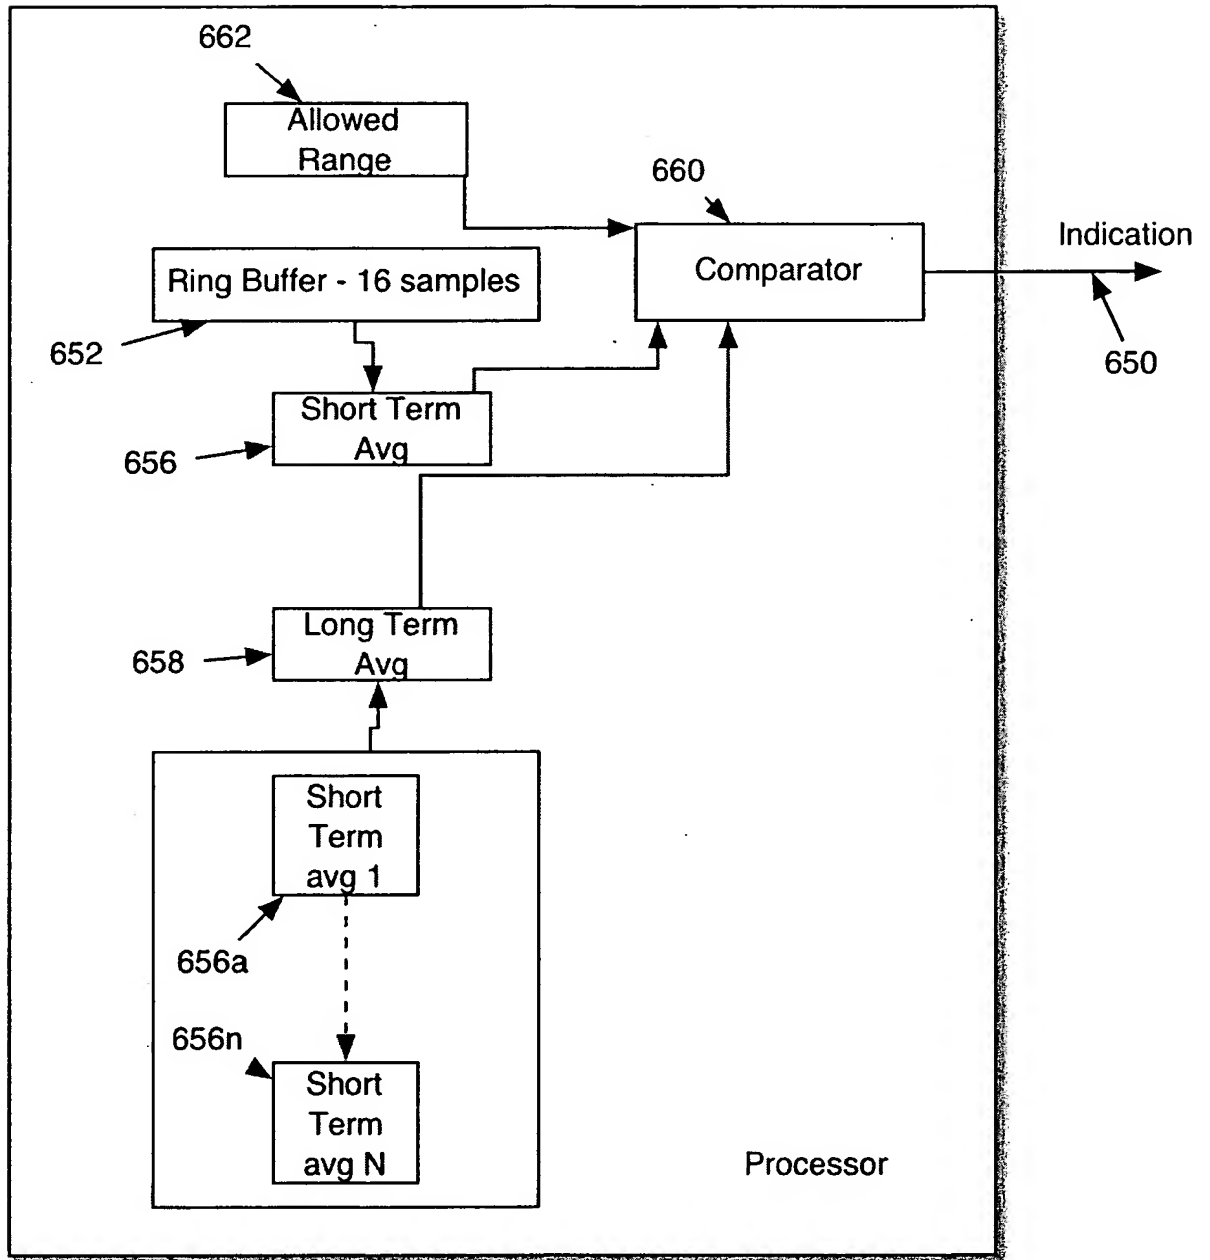 662
Allowed
Range
660
Comparator
Indication
650
Ring Buffer - 16 samples
652
Short Term
Avg
656
Long Term
Avg
658
Short
Term
avg 1
656a
656n
Short
Term
avg N
Processor